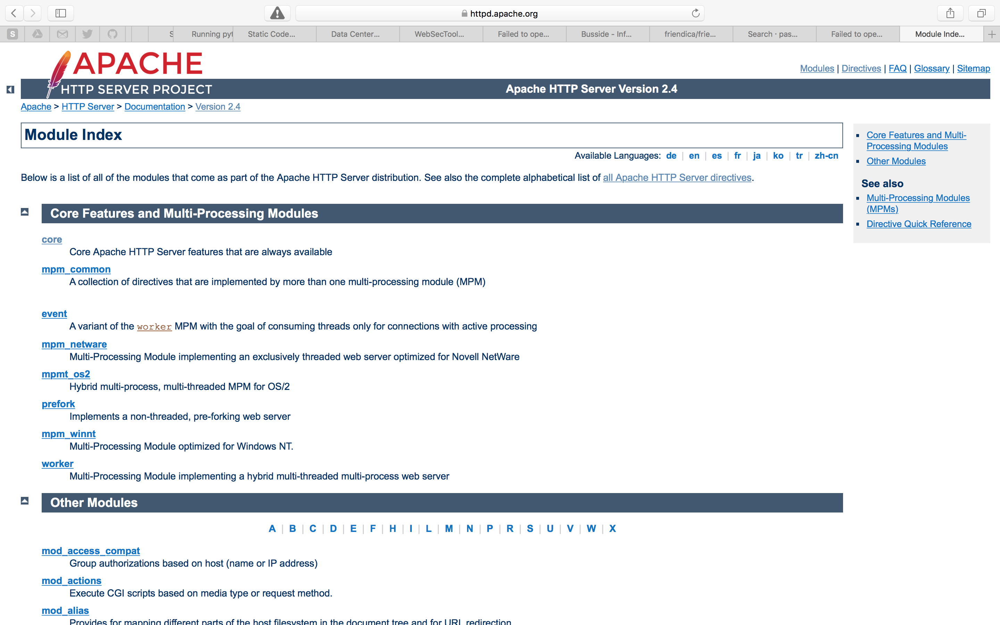 httpd.apache.org
S
Running pyt
Static Code...
Data Center...
WebSecTool...
Failed to ope...
Busside - Inf...
friendica/frie...
Search · pas...
Failed to ope...
Module Inde...
APACHE
HTTP SERVER PROJECT
Modules | Directives | FAQ | Glossary | Sitemap
Apache HTTP Server Version 2.4
Apache > HTTP Server > Documentation > Version 2.4
Module Index
Available Languages: de | en | es | fr | ja | ko | tr | zh-cn
Below is a list of all of the modules that come as part of the Apache HTTP Server distribution. See also the complete alphabetical list of all Apache HTTP Server directives.
Core Features and Multi-
Processing Modules
Other Modules
See also
Multi-Processing Modules
(MPMs)
Directive Quick Reference
Core Features and Multi-Processing Modules
core
Core Apache HTTP Server features that are always available
mpm_common
A collection of directives that are implemented by more than one multi-processing module (MPM)
event
A variant of the worker MPM with the goal of consuming threads only for connections with active processing
mpm_netware
Multi-Processing Module implementing an exclusively threaded web server optimized for Novell NetWare
mpmt_os2
Hybrid multi-process, multi-threaded MPM for OS/2
prefork
Implements a non-threaded, pre-forking web server
mpm_winnt
Multi-Processing Module optimized for Windows NT.
worker
Multi-Processing Module implementing a hybrid multi-threaded multi-process web server
Other Modules
A | B | C | D | E | F | H | I | L | M | N | P | R | S | U | V | W | X
mod_access_compat
Group authorizations based on host (name or IP address)
mod_actions
Execute CGI scripts based on media type or request method.
mod_alias
Provides for mapping different parts of the host filesystem in the document tree and for URL redirection